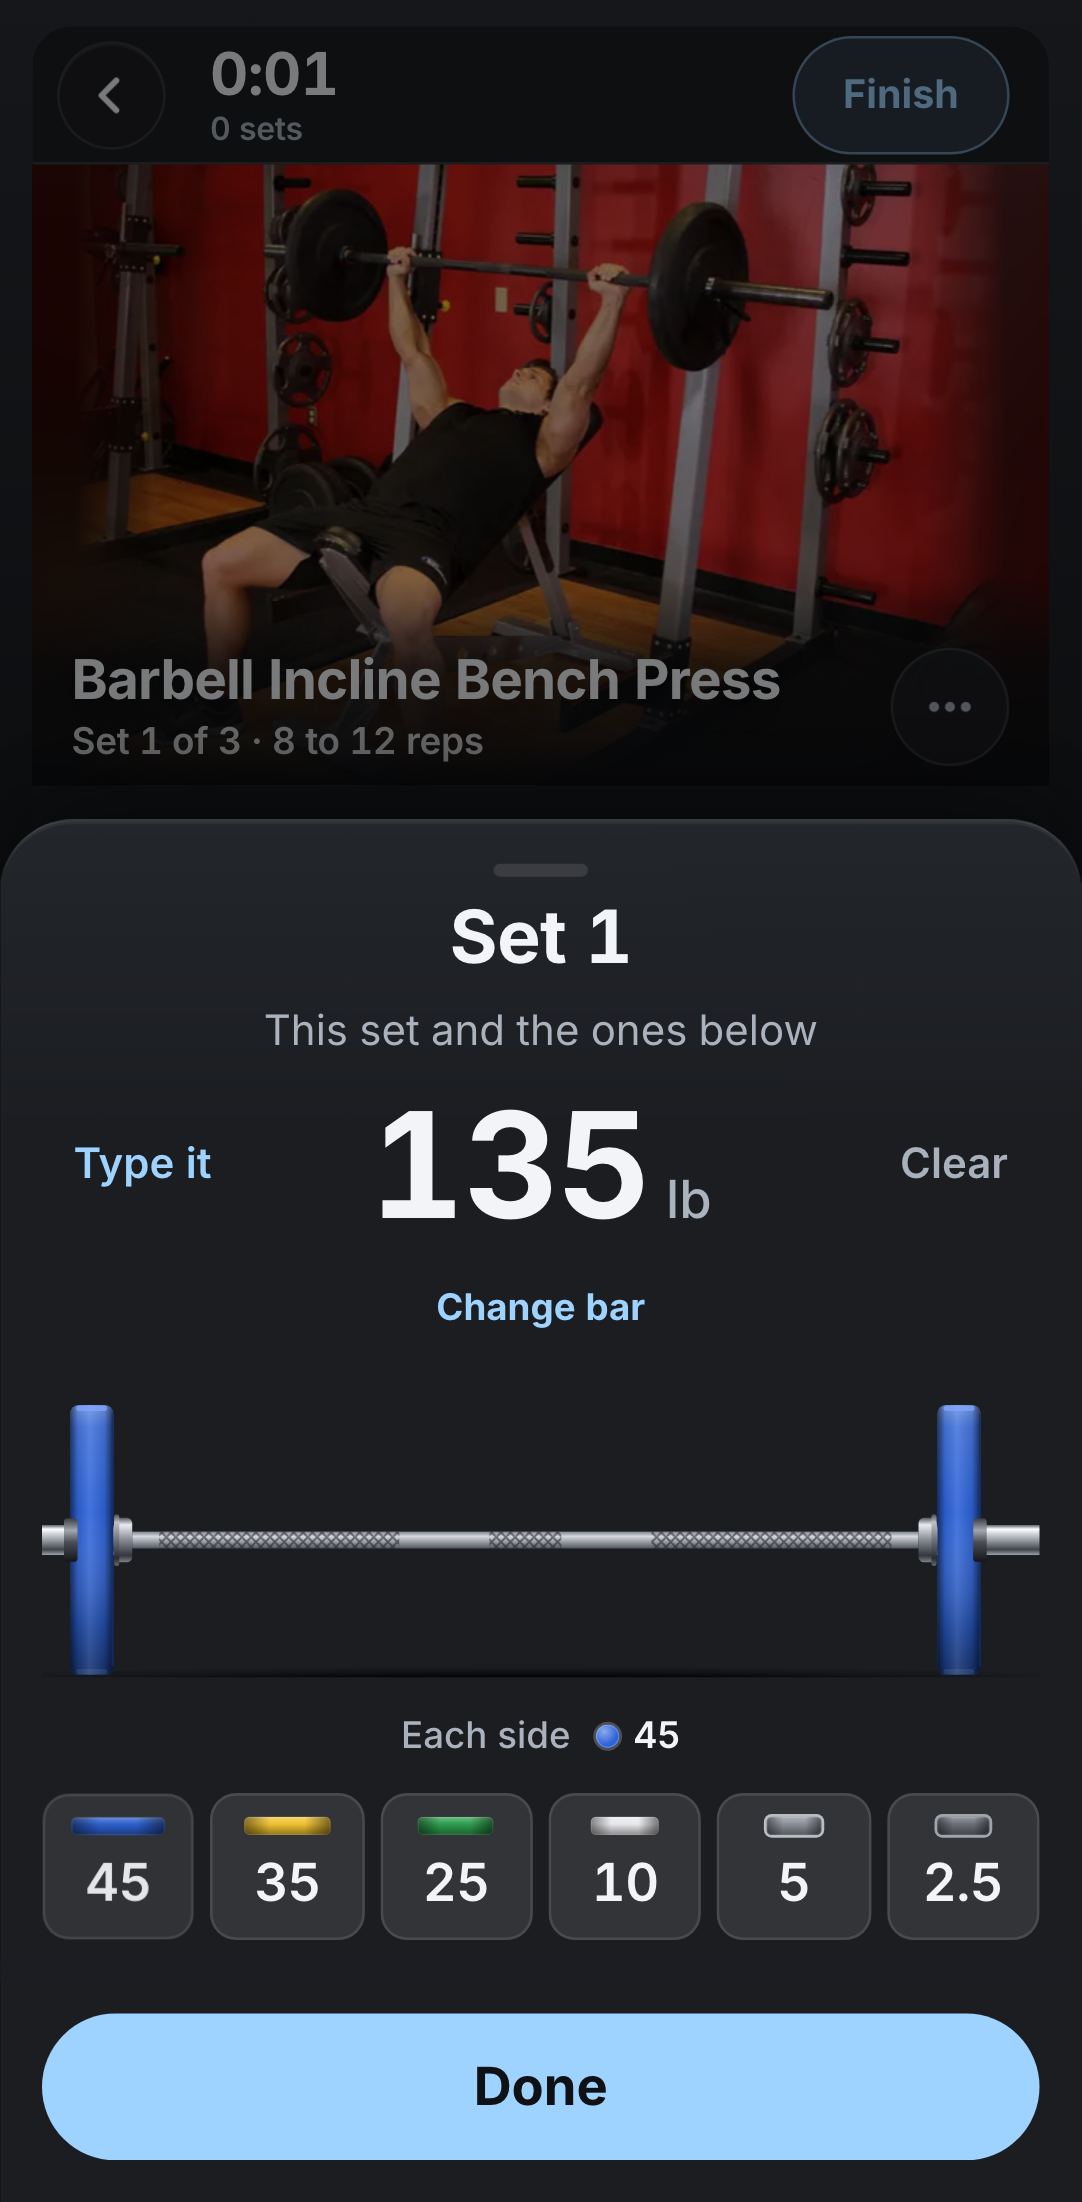 0:01
0 sets
Finish
Barbell Incline Bench Press
Set 1 of 3 · 8 to 12 reps
Set 1
This set and the ones below
Type it
135 lb
Clear
Change bar
Each side 45
45 35 25 10 5 2.5
Done